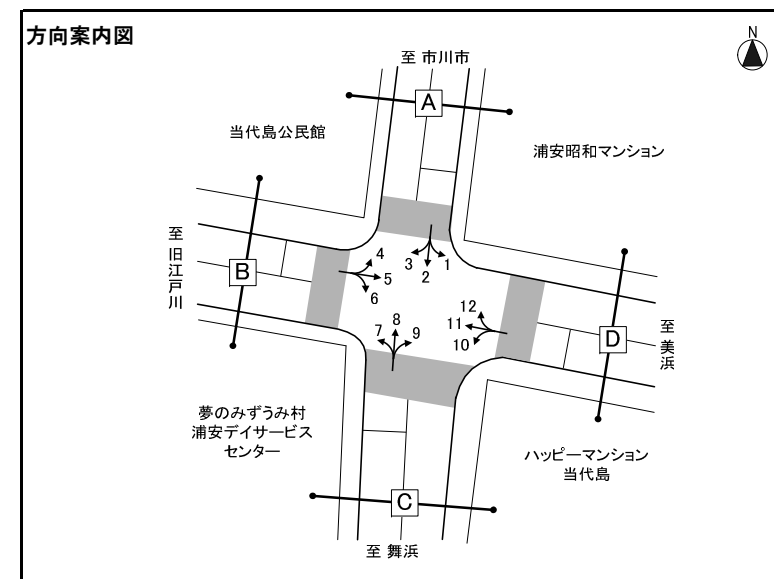 方向案内図
N
至 市川市
A
当代島公民館
浦安昭和マンション
3
2
1
至 旧江戸川
B
4
5
6
12
11
10
D
至 美浜
7
8
9
夢のみずうみ村
浦安デイサービス
センター
ハッピーマンション
当代島
C
至 舞浜